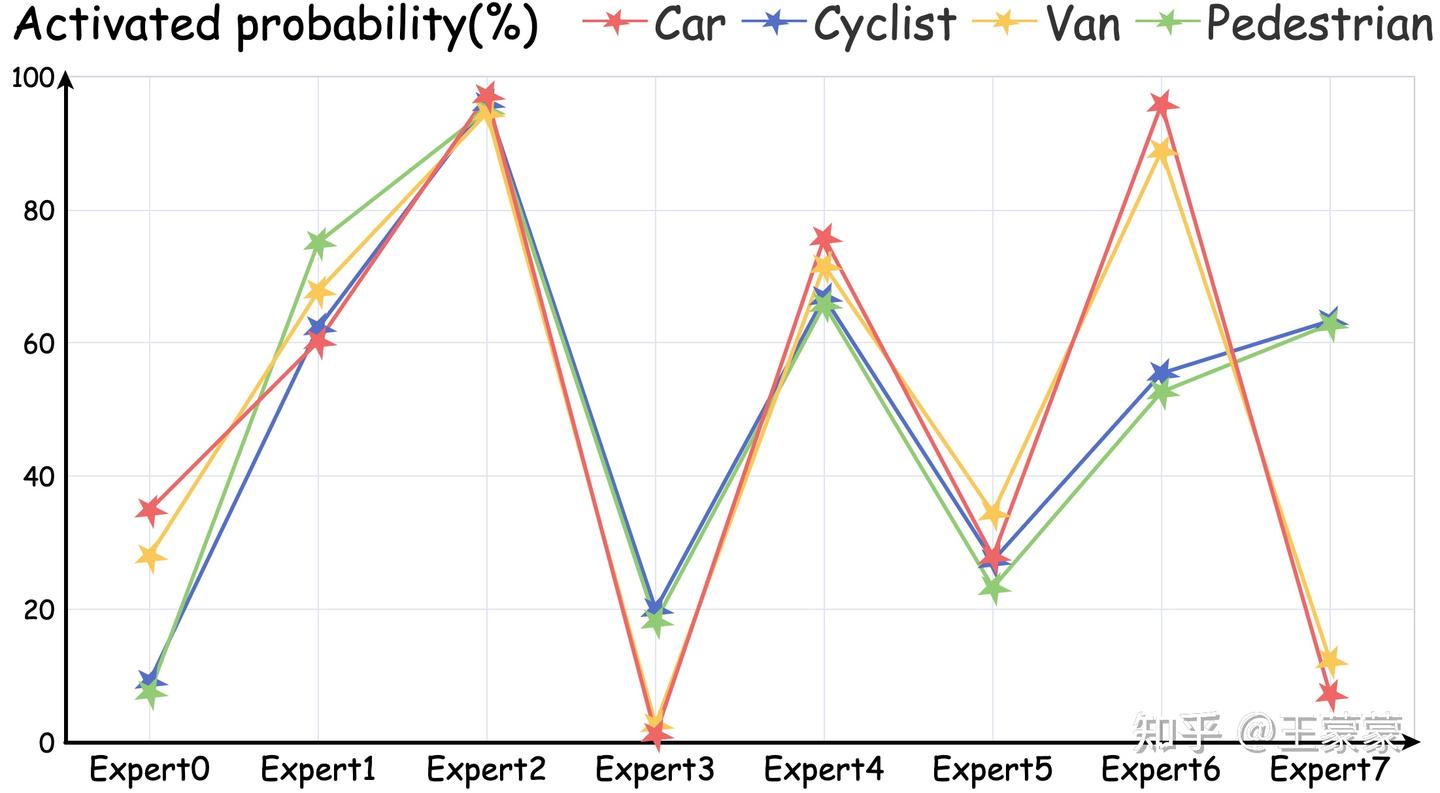 Activated probability(%) Car Cyclist Van Pedestrian
100
80
60
40
20
0
Expert0 Expert1 Expert2 Expert3 Expert4 Expert5 Expert6 Expert7
知乎 @王蒙蒙